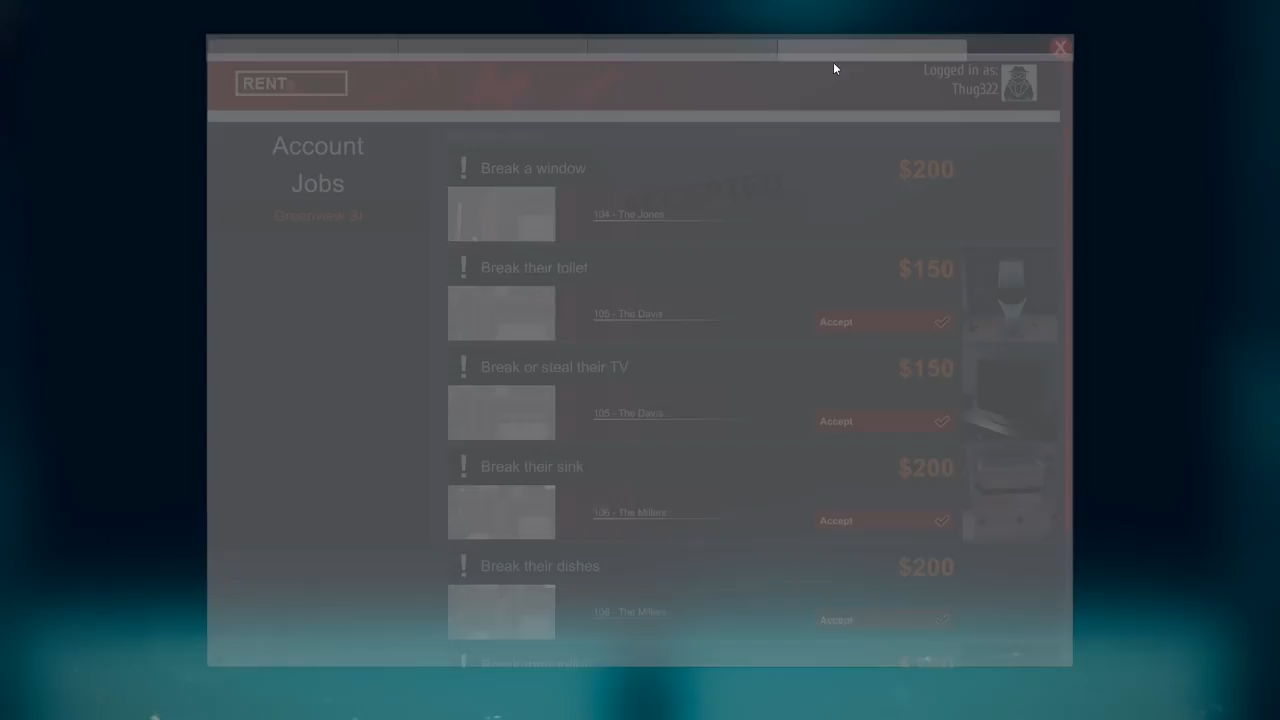 X
RENT
Logged in as:
Thug322
Account
Jobs
! Break a window
$200
104 - The Jones
! Break their toilet
$150
105 - The Davis
Accept
! Break or steal their TV
$150
105 - The Davis
Accept
! Break their sink
$200
106 - The Millers
Accept
! Break their dishes
$200
106 - The Millers
Accept